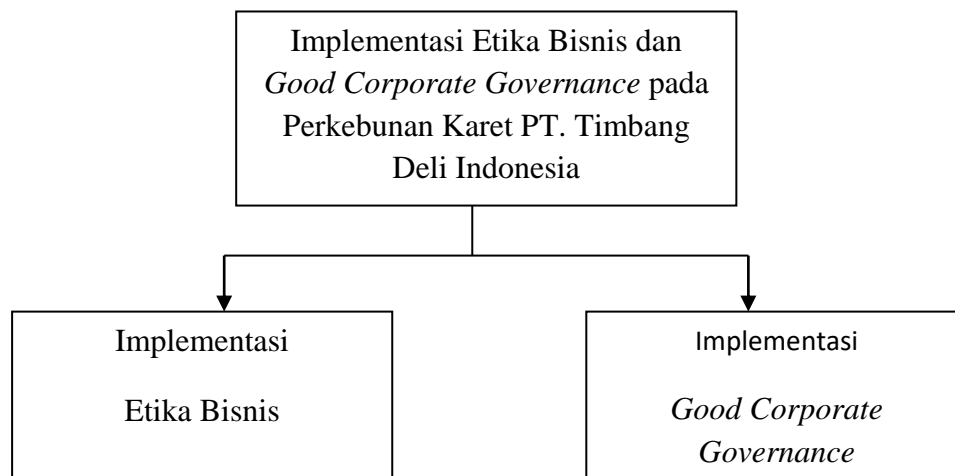 Implementasi Etika Bisnis dan
Good Corporate Governance pada
Perkebunan Karet PT. Timbang
Deli Indonesia
Implementasi
Etika Bisnis
Implementasi
Good Corporate
Governance